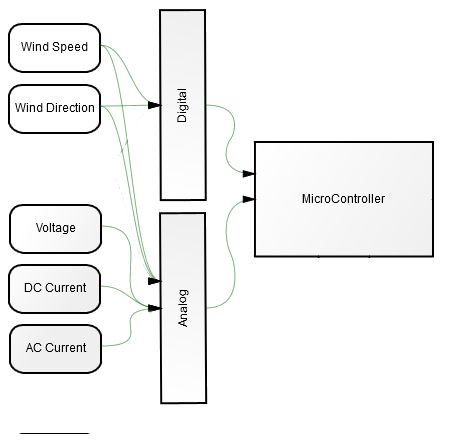 Wind Speed
Wind Direction
Digital
MicroController
Voltage
DC Current
AC Current
Analog